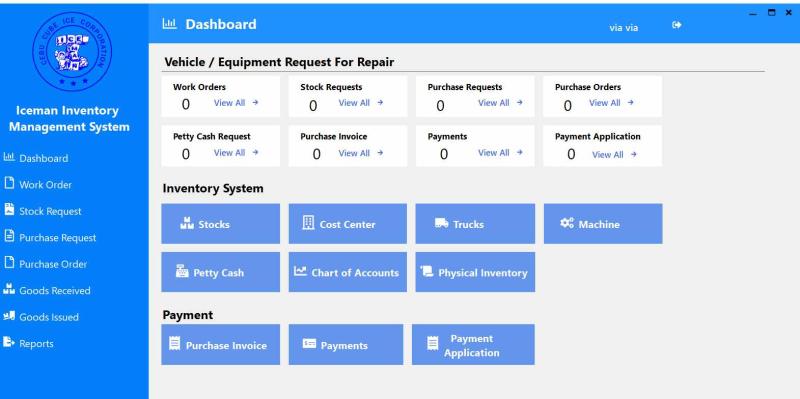 CEBU CUBE ICE CORPORATION
Iceman Inventory
Management System
Dashboard
Work Order
Stock Request
Purchase Request
Purchase Order
Goods Received
Goods Issued
Reports
Dashboard
via via
Vehicle / Equipment Request For Repair
Work Orders
0 View All
Stock Requests
0 View All
Purchase Requests
0 View All
Purchase Orders
0 View All
Petty Cash Request
0 View All
Purchase Invoice
0 View All
Payments
0 View All
Payment Application
0 View All
Inventory System
Stocks
Cost Center
Trucks
Machine
Petty Cash
Chart of Accounts
Physical Inventory
Payment
Purchase Invoice
Payments
Payment
Application